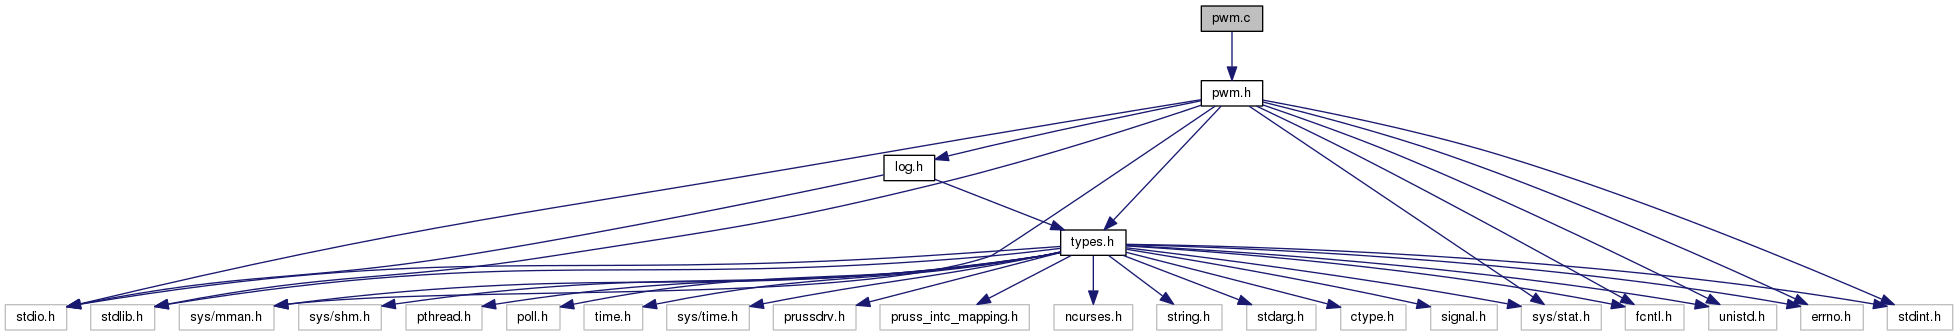 pwm.c
pwm.h
log.h
types.h
stdio.h
stdlib.h
sys/mman.h
sys/shm.h
pthread.h
poll.h
time.h
sys/time.h
prussdrv.h
pruss_intc_mapping.h
ncurses.h
string.h
stdarg.h
ctype.h
signal.h
sys/stat.h
fcntl.h
unistd.h
errno.h
stdint.h